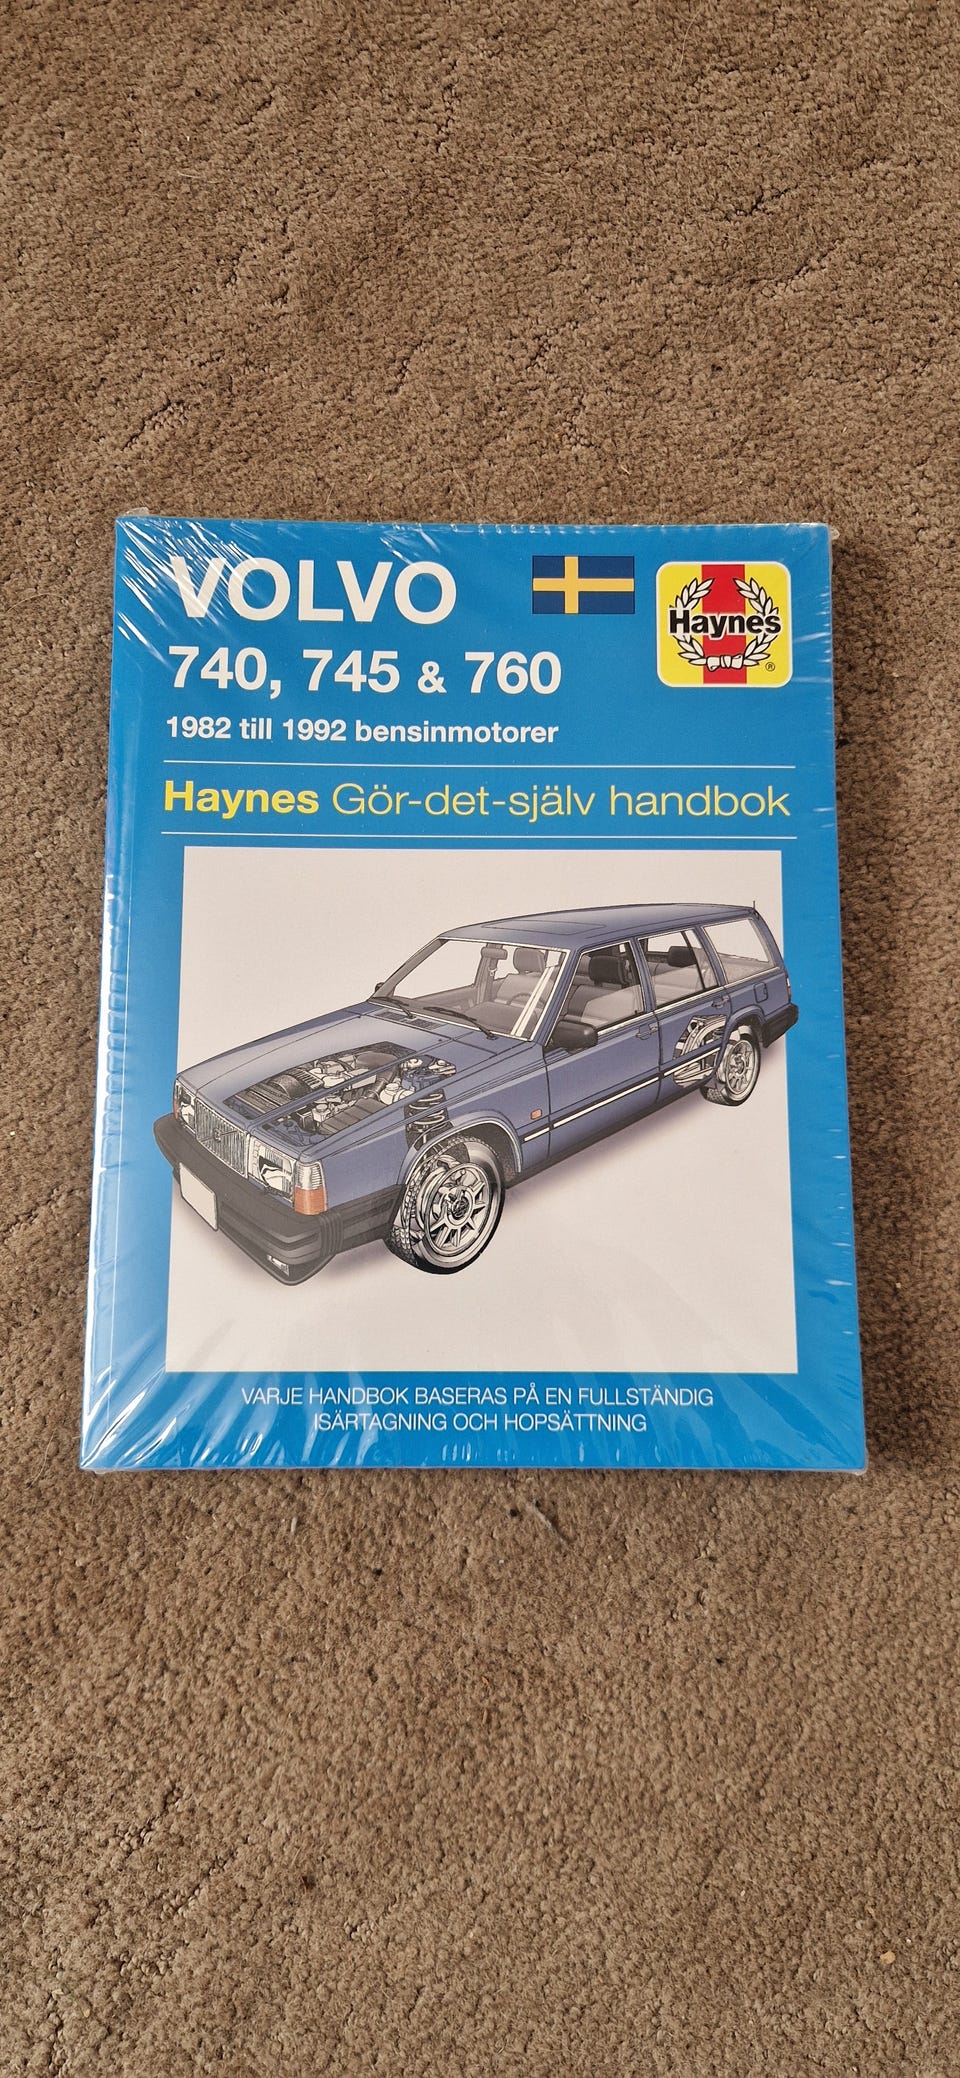 VOLVO
Haynes
®
740, 745 & 760
1982 till 1992 bensinmotorer
Haynes Gör-det-själv handbok
VARJE HANDBOK BASERAS PÅ EN FULLSTÄNDIG
ISÄRTAGNING OCH HOPSÄTTNING